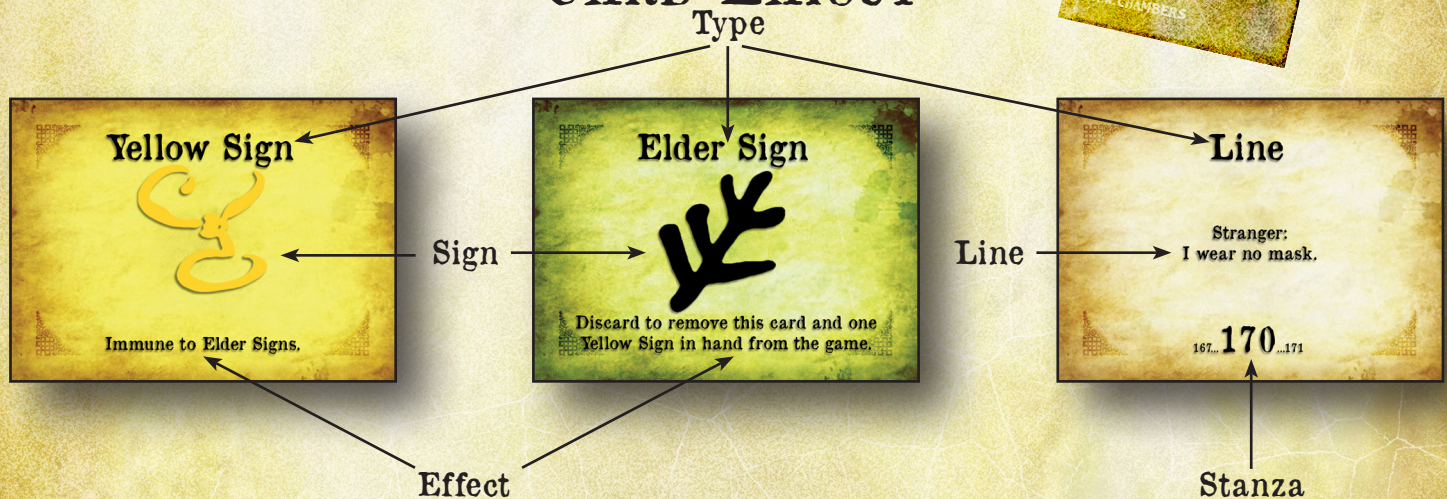 CHAMBERS
Type
Yellow Sign
Elder Sign
Line
Sign
Line
Stranger:
I wear no mask.
Immune to Elder Signs.
Discard to remove this card and one
Yellow Sign in hand from the game.
167...170...171
Effect
Stanza